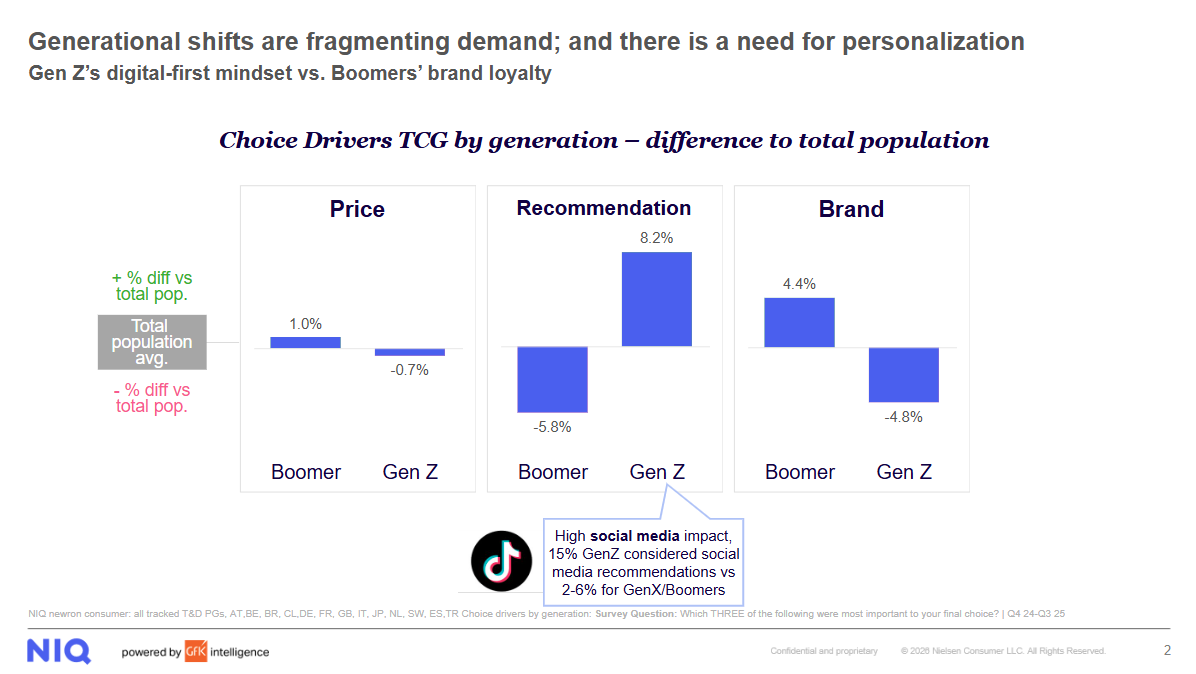 Generational shifts are fragmenting demand; and there is a need for personalization
Gen Z’s digital-first mindset vs. Boomers’ brand loyalty
Choice Drivers TCG by generation – difference to total population
Price
Recommendation
Brand
+ % diff vs
total pop.
Total
population
avg.
- % diff vs
total pop.
1.0%
-0.7%
Boomer
Gen Z
8.2%
-5.8%
Boomer
Gen Z
4.4%
-4.8%
Boomer
Gen Z
High social media impact,
15% GenZ considered social
media recommendations vs
2-6% for GenX/Boomers
NIQ newron consumer: all tracked T&D PGs, AT,BE, BR, CL,DE, FR, GB, IT, JP, NL, SW, ES,TR Choice drivers by generation: Survey Question: Which THREE of the following were most important to your final choice? | Q4 24-Q3 25
NIQ
powered by GfK intelligence
Confidential and proprietary
© 2026 Nielsen Consumer LLC. All Rights Reserved.
2